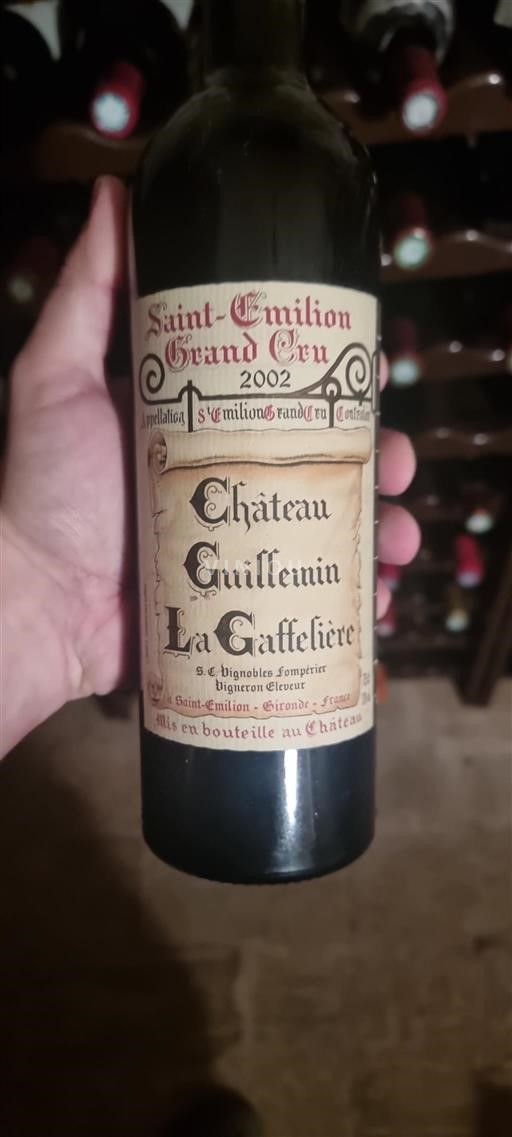 Saint-Emilion
Grand Cru
2002
Appellation St Emilion Grand Cru Controlée
Château
Guillemin
La Gaffelière
S.C. Vignobles Fompérier
Vigneron Eleveur
à Saint-Emilion - Gironde - France
Mis en bouteille au Château